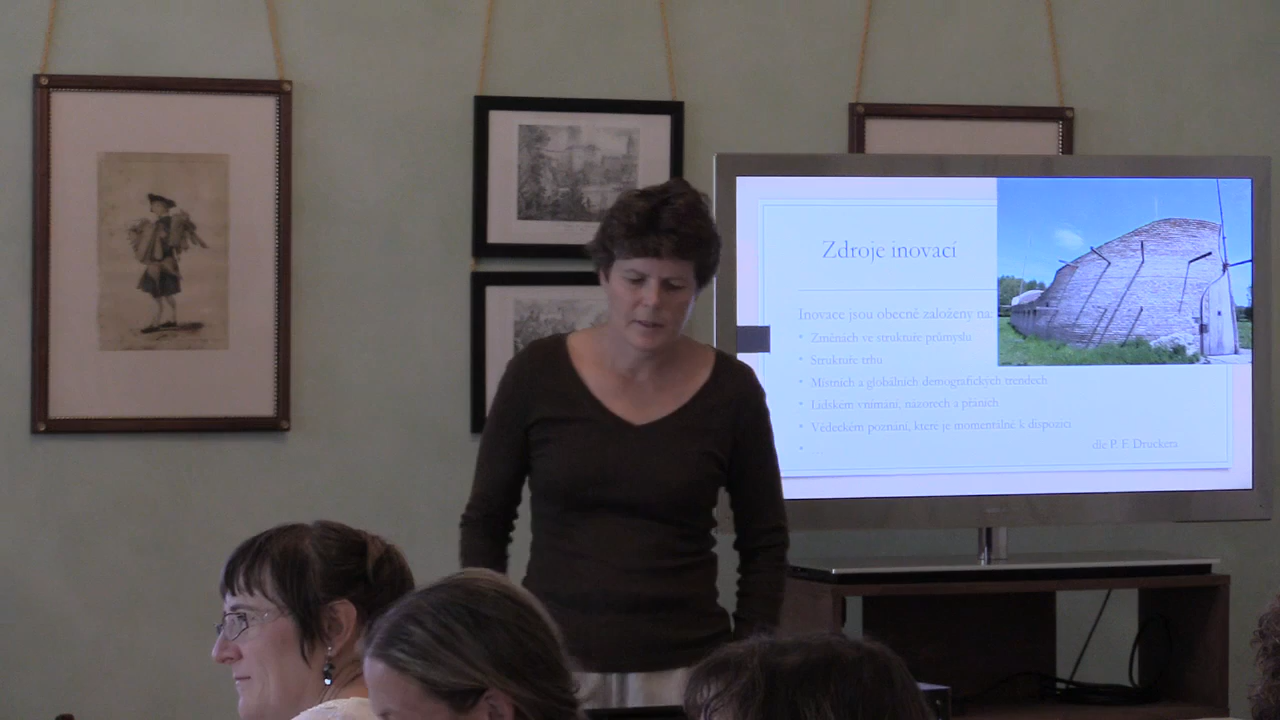 Zdroje inovací
Inovace jsou obecně založeny na:
• Změnách ve struktuře průmyslu
• Struktuře trhu
• Místních a globálních demografických trendech
• Lidském vnímání, názorech a přáních
• Vědeckém poznání, které je momentálně k dispozici
•
dle P. F. Druckera